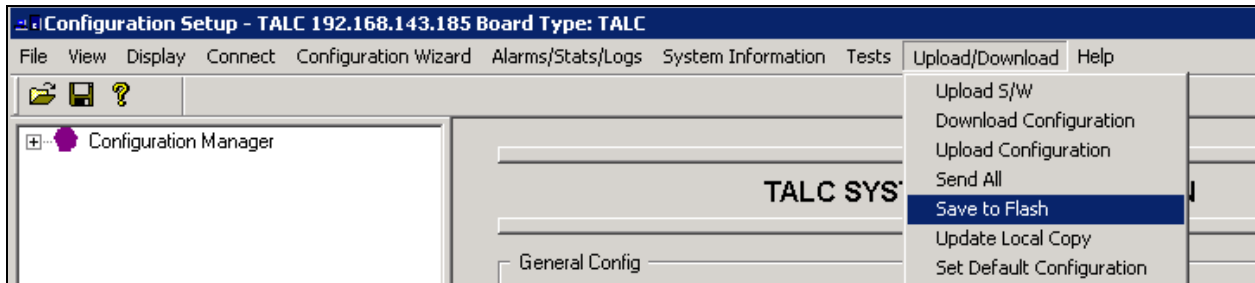 Configuration Setup - TALC 192.168.143.185 Board Type: TALC
File View Display Connect Configuration Wizard Alarms/Stats/Logs System Information Tests Upload/Download Help
Upload S/W
Download Configuration
Configuration Manager
Upload Configuration
Send All
TALC SYS
Save to Flash
Update Local Copy
General Config
Set Default Configuration